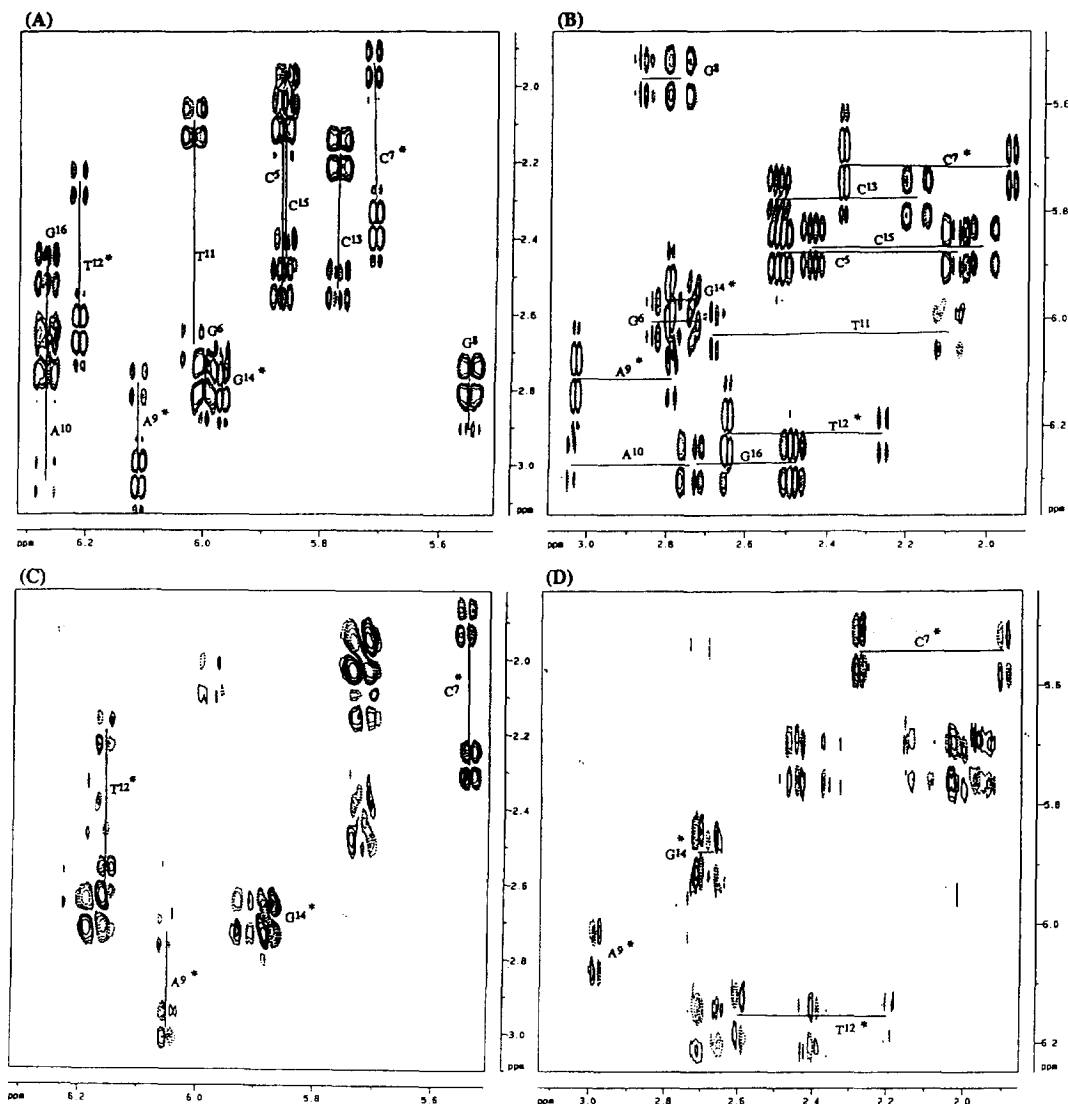 (A)
(B)
C⁷ *
C⁵
C¹⁵
G¹⁶
T¹² *
T¹¹
C¹³
G⁶
G⁸
G¹⁴ *
A⁹ *
A¹⁰
2.0
2.2
2.4
2.6
2.8
3.0
ppm
ppm
6.2
6.0
5.8
5.6
G⁸
C⁷ *
C¹³
C¹⁵
C⁵
G¹⁴ *
G⁶
T¹¹
A⁹ *
T¹² *
A¹⁰
G¹⁶
5.6
5.8
6.0
6.2
ppm
ppm
3.0
2.8
2.6
2.4
2.2
2.0
(C)
(D)
C⁷ *
T¹² *
G¹⁴ *
A⁹ *
2.0
2.2
2.4
2.6
2.8
3.0
ppm
ppm
6.2
6.0
5.8
5.6
C⁷ *
G¹⁴ *
A⁹ *
T¹² *
5.6
5.8
6.0
6.2
ppm
ppm
3.0
2.8
2.6
2.4
2.2
2.0